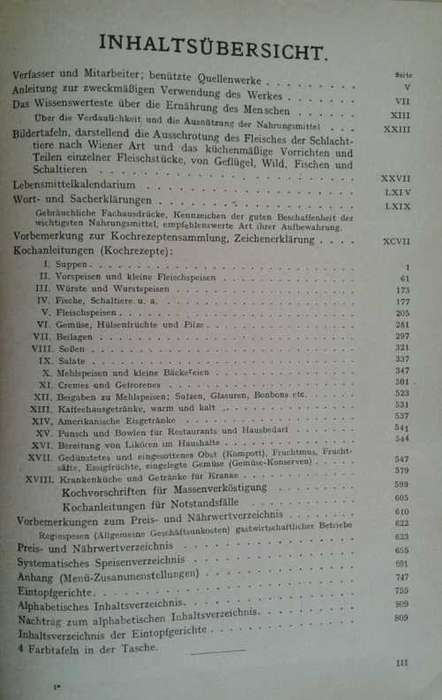 INHALTSÜBERSICHT.
Seite
Verfasser und Mitarbeiter; benützte Quellenwerke V
Anleitung zur zweckmäßigen Verwendung des Werkes VII
Das Wissenwerteste über die Ernährung des Menschen XIII
Über die Verdaulichkeit und die Ausnützung der Nahrungsmittel XXIII
Bildertafeln, darstellend die Ausschrotung des Fleisches der Schlacht-
tiere nach Wiener Art und das küchenmäßige Vorrichten und
Teilen einzelner Fleischstücke, von Geflügel, Wild, Fischen und
Schaltieren XXVII
Lebensmittelkalendarium LXIV
Wort- und Sacherklärungen LXIX
Gebräuchliche Fachausdrücke, Kennzeichen der guten Beschaffenheit der
wichtigsten Nahrungsmittel, empfehlenswerte Art ihrer Aufbewahrung.
Vorbemerkung zur Kochrezeptensammlung, Zeichenerklärung XCVII
Kochanleitungen (Kochrezepte):
I. Suppen 1
II. Vorspeisen und kleine Fleischspeisen 61
III. Würste und Wurstspeisen 173
IV. Fische, Schaltiere u. a. 177
V. Fleischspeisen 205
VI. Gemüse, Hülsenfrüchte und Pilze 281
VII. Beilagen 297
VIII. Soßen 321
IX. Salate 337
X. Mehlspeisen und kleine Bäckereien 347
XI. Cremes und Gefrorenes 501
XII. Beigaben zu Mehlspeisen; Sulzen, Glasuren, Bonbons etc. 523
XIII. Kaffeehausgetränke, warm und kalt 531
XIV. Amerikanische Eisgetränke 537
XV. Punsch und Bowlen für Restaurants und Hausbedarf 541
XVI. Bereitung von Likören im Haushalte 544
XVII. Gedünstetes und eingesottenes Obst (Kompott), Fruchtmus, Frucht-
säfte, Essigfrüchte, eingelegte Gemüse (Gemüse-Konserven) 547
XVIII. Krankenküche und Getränke für Kranke 579
Kochvorschriften für Massenverköstigung 599
Kochanleitungen für Notstandsfälle 605
Vorbemerkungen zum Preis- und Nährwertverzeichnis 610
Regiespesen (Allgemeine Geschäftsunkosten) gastwirtschaftlicher Betriebe 622
Preis- und Nährwertverzeichnis 623
Systematisches Speisenverzeichnis 655
Anhang (Menü-Zusammenstellungen) 691
Eintopfgerichte 747
Alphabetisches Inhaltsverzeichnis 755
Nachtrag zum alphabetischen Inhaltsverzeichnis 809
Inhaltsverzeichnis der Eintopfgerichte 809
4 Farbtafeln in der Tasche.
1*
III